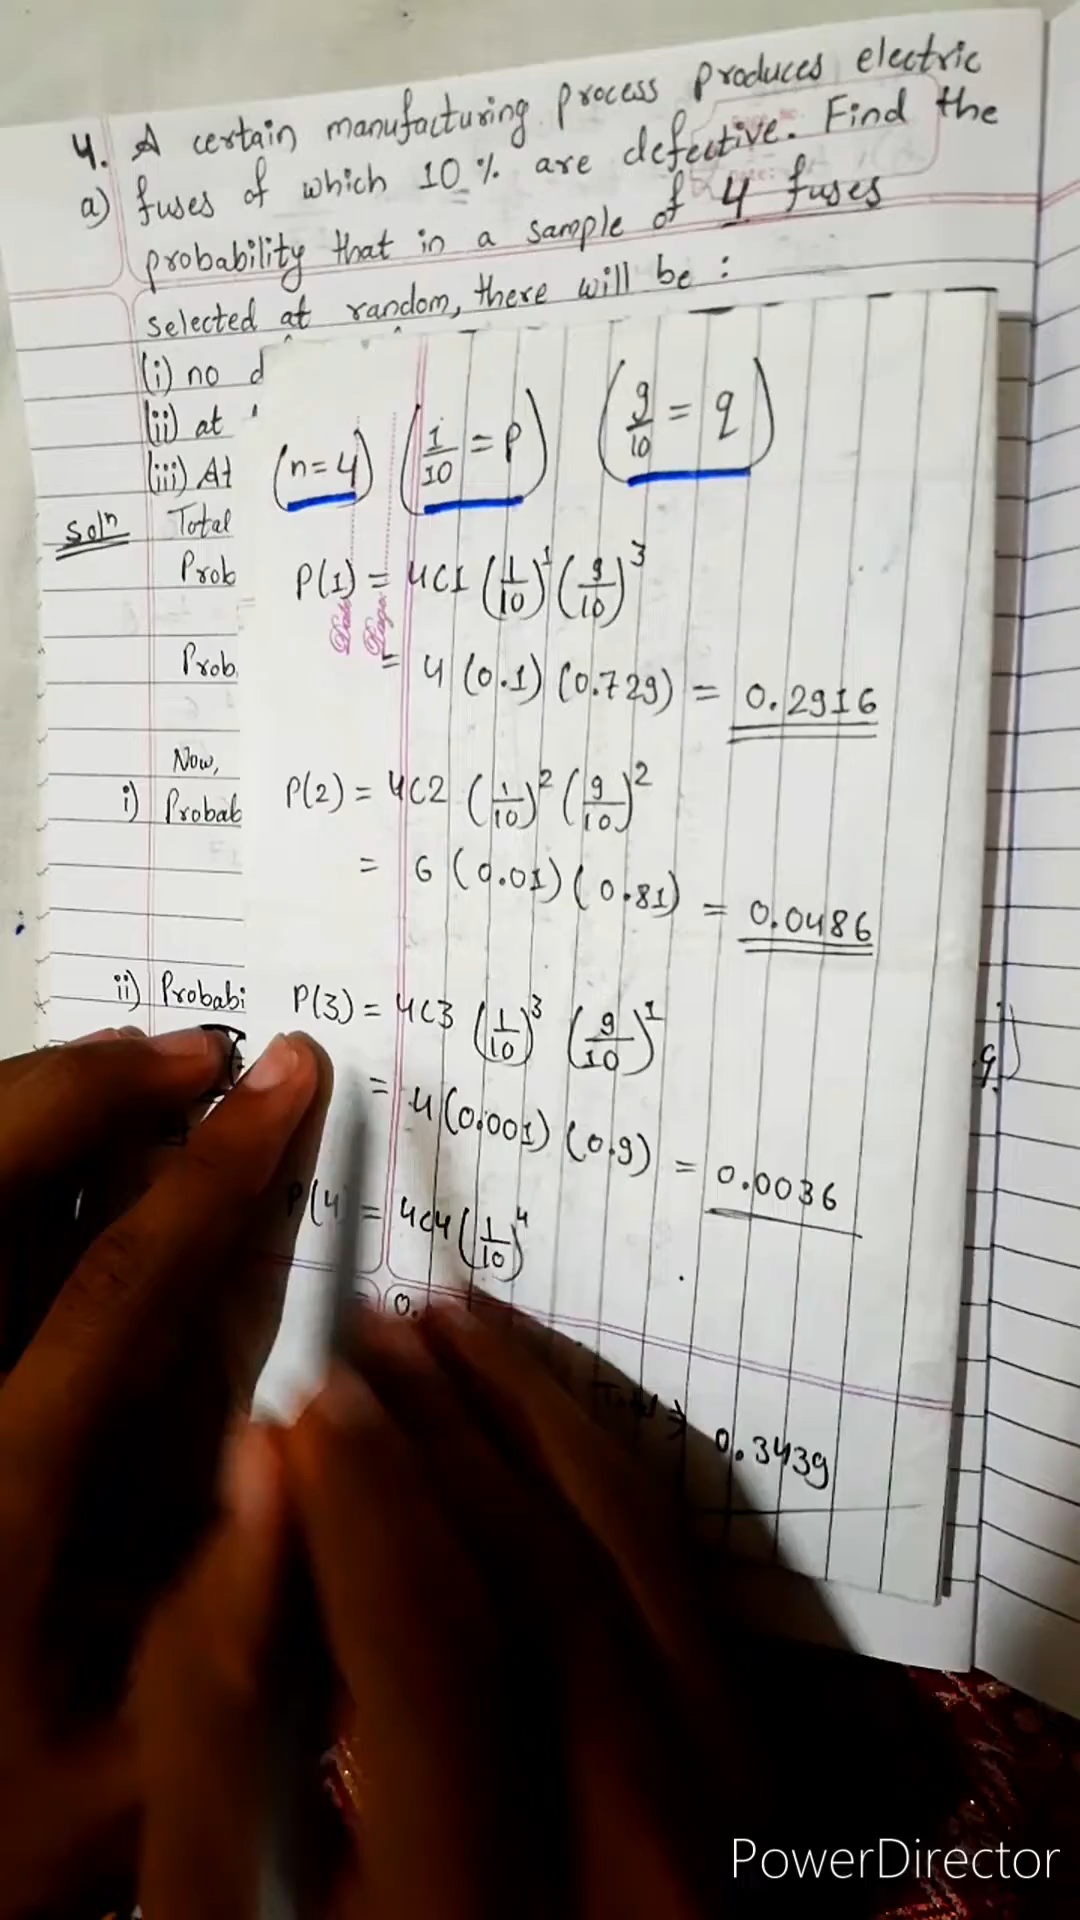 4. A certain manufacturing process produces electric
a) fuses of which 10 % are defective. Find the
probability that in a sample of 4 fuses
selected at random, there will be :
(i) no d
(ii) at
(iii) At
(n=4) (1/10 = p) (9/10 = q)
Soln Total
Prob
P(1) = 4C1 (1/10)^1 (9/10)^3
Date
Page
Prob
= 4 (0.1) (0.729) = 0.2916
Now,
i) Probab
P(2) = 4C2 (1/10)^2 (9/10)^2
= 6 (0.01) (0.81) = 0.0486
ii) Probabi
P(3) = 4C3 (1/10)^3 (9/10)^1
= 4 (0.001) (0.9) = 0.0036
P(4 = 4C4 (1/10)^4
0.
0.3439
PowerDirector